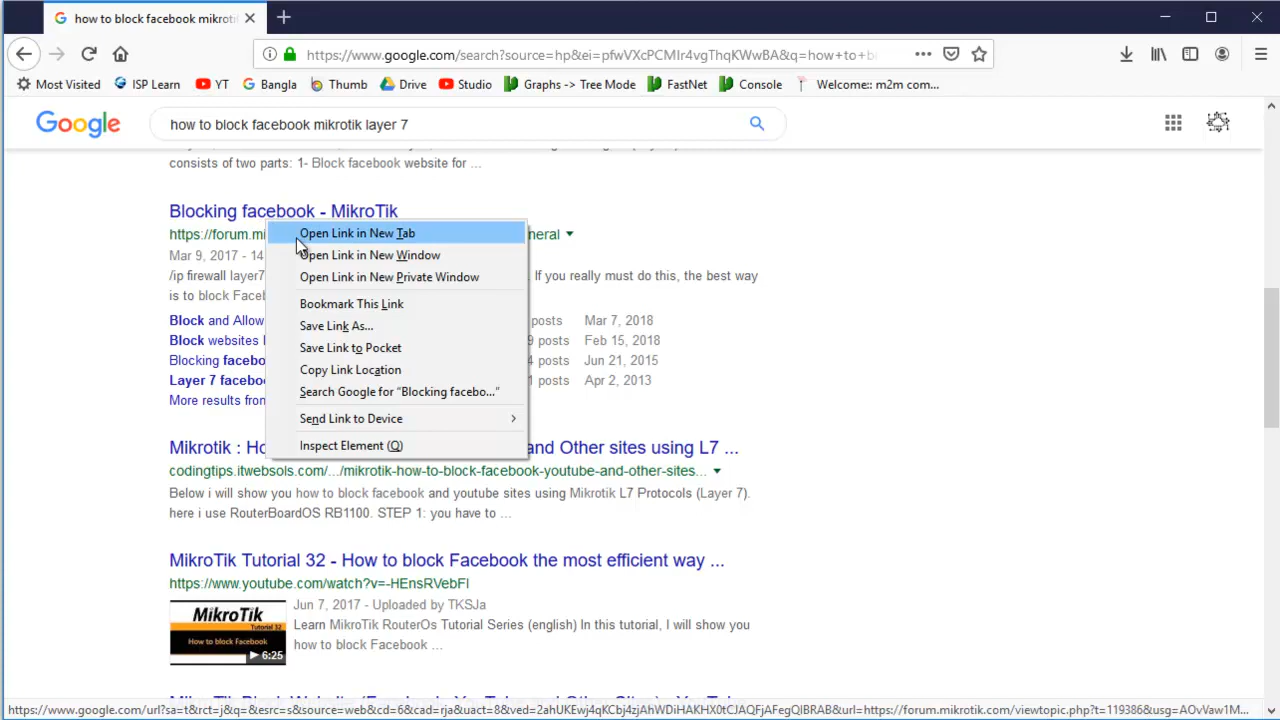 how to block facebook mikroti
https://www.google.com/search?source=hp&ei=pfwVXcPCMIr4vgThqKWwBA&q=how+to+b
Most Visited ISP Learn YT Bangla Thumb Drive Studio Graphs -> Tree Mode FastNet Console Welcome:: m2m com...
Google how to block facebook mikrotik layer 7
consists of two parts: 1- Block facebook website for ...
Blocking facebook - MikroTik
https://forum.mi neral
Mar 9, 2017 - 14
/ip firewall layer7 If you really must do this, the best way
is to block Faceb
Block and Allow posts Mar 7, 2018
Block websites 9 posts Feb 15, 2018
Blocking facebo 4 posts Jun 21, 2015
Layer 7 facebo 1 posts Apr 2, 2013
More results from
Open Link in New Tab
Open Link in New Window
Open Link in New Private Window
Bookmark This Link
Save Link As...
Save Link to Pocket
Copy Link Location
Search Google for “Blocking facebo...”
Send Link to Device
Inspect Element (Q)
Mikrotik : Ho and Other sites using L7 ...
codingtips.itwebsols.com/.../mikrotik-how-to-block-facebook-youtube-and-other-sites...
Below i will show you how to block facebook and youtube sites using Mikrotik L7 Protocols (Layer 7).
here i use RouterBoardOS RB1100. STEP 1: you have to ...
MikroTik Tutorial 32 - How to block Facebook the most efficient way ...
https://www.youtube.com/watch?v=-HEnsRVebFI
MikroTik
Tutorial 32
How to block Facebook
6:25
Jun 7, 2017 - Uploaded by TKSJa
Learn MikroTik RouterOs Tutorial Series (english) In this tutorial, I will show you
how to block Facebook ...
https://www.google.com/url?sa=t&rct=j&q=&esrc=s&source=web&cd=6&cad=rja&uact=8&ved=2ahUKEwj4qKCbj4zjAhWDiHAKHX0tCJAQFjAFegQIBRAB&url=https://forum.mikrotik.com/viewtopic.php?t=119386&usg=AOvVaw1M...